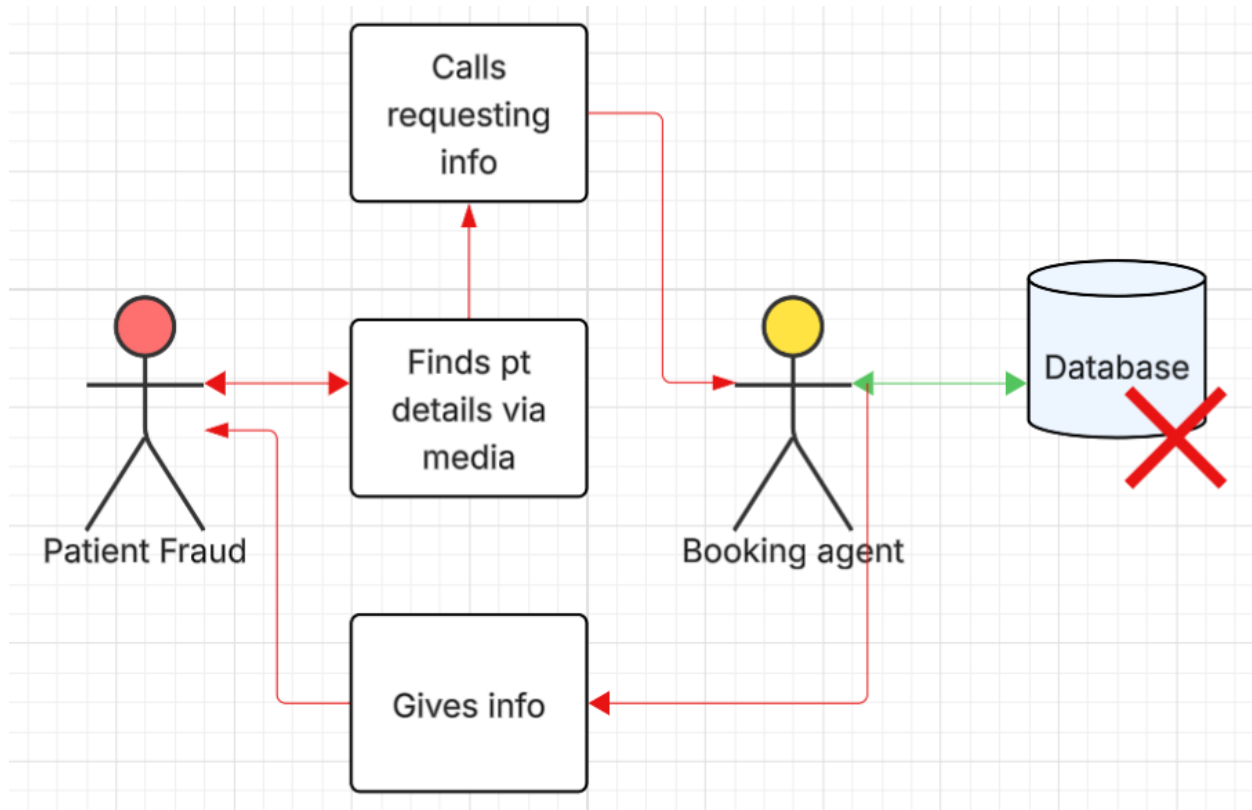 Calls
requesting
info
Finds pt
details via
media
Database
Patient Fraud
Booking agent
Gives info